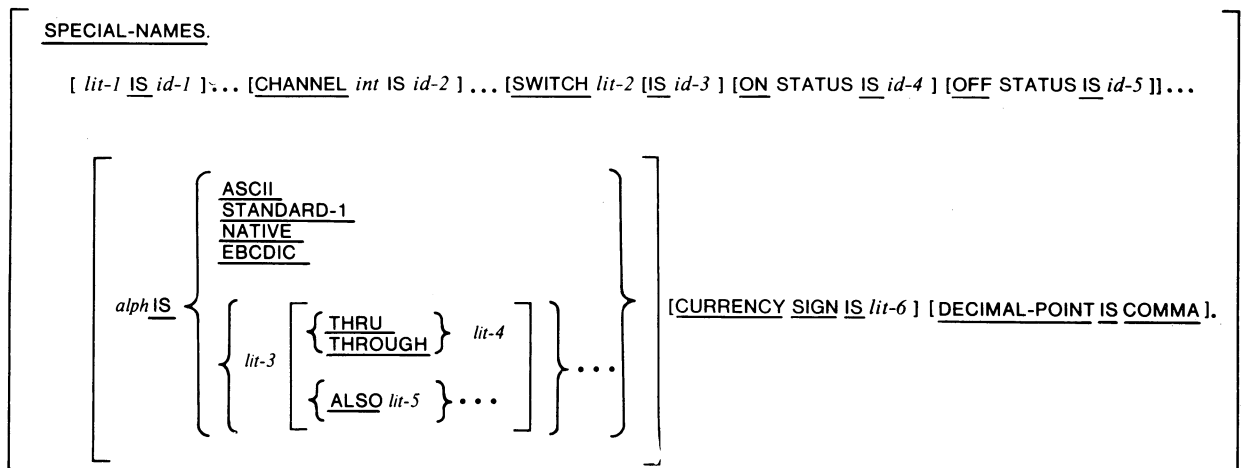 SPECIAL-NAMES.
[ lit-1 IS id-1 ]... [CHANNEL int IS id-2 ]... [SWITCH lit-2 [IS id-3 ] [ON STATUS IS id-4 ] [OFF STATUS IS id-5 ]]...
ASCII
STANDARD-1
NATIVE
EBCDIC
alph IS
[CURRENCY SIGN IS lit-6 ] [DECIMAL-POINT IS COMMA].
THRU
lit-3
lit-4
THROUGH
ALSO lit-5